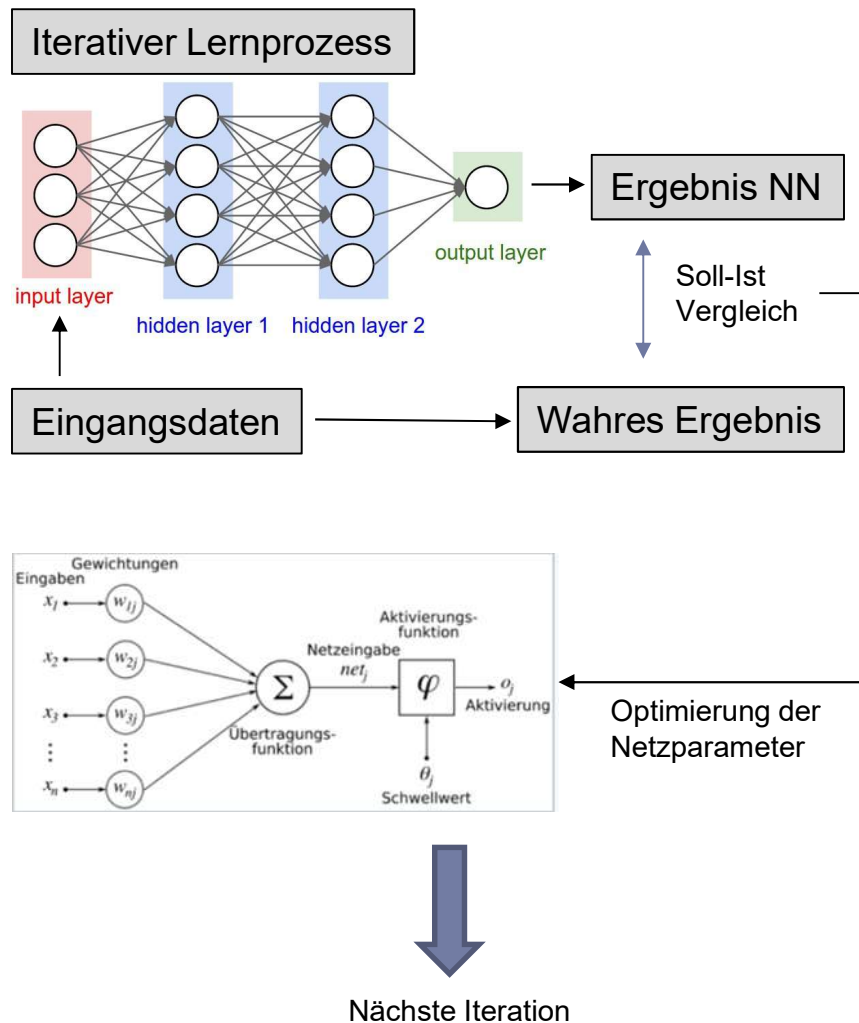 Iterativer Lernprozess
input layer
hidden layer 1
hidden layer 2
output layer
Ergebnis NN
Soll-Ist
Vergleich
Eingangsdaten
Wahres Ergebnis
Gewichtungen
Eingaben
x1
w1j
x2
w2j
x3
w3j
⋮
⋮
xn
wnj
Σ
Übertragungs-
funktion
Netzeingabe
netj
Aktivierungs-
funktion
φ
oj
Aktivierung
θj
Schwellwert
Optimierung der
Netzparameter
Nächste Iteration